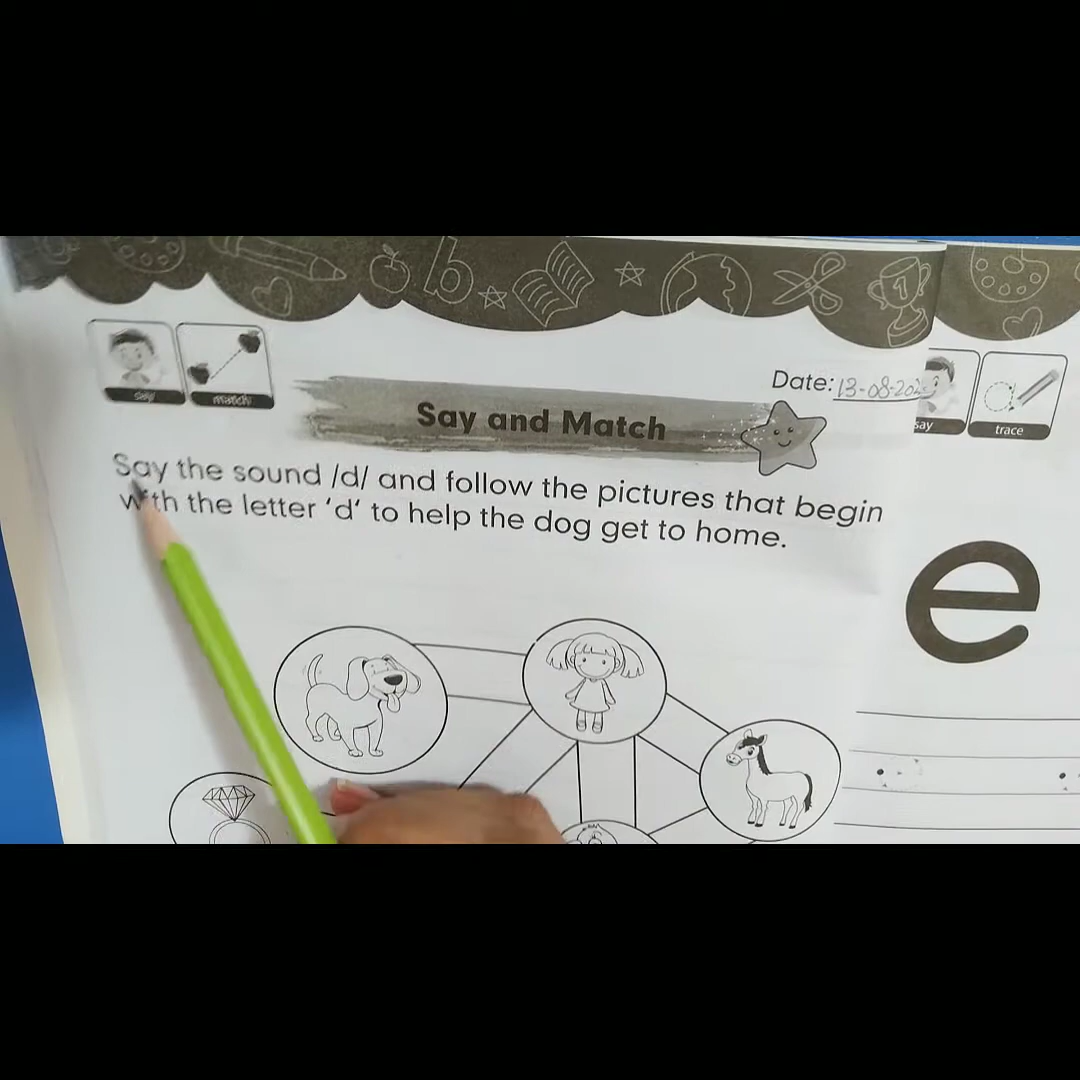 say
match
Date: 13-08-202
say
trace
Say and Match
Say the sound /d/ and follow the pictures that begin
with the letter ‘d‘ to help the dog get to home.
e